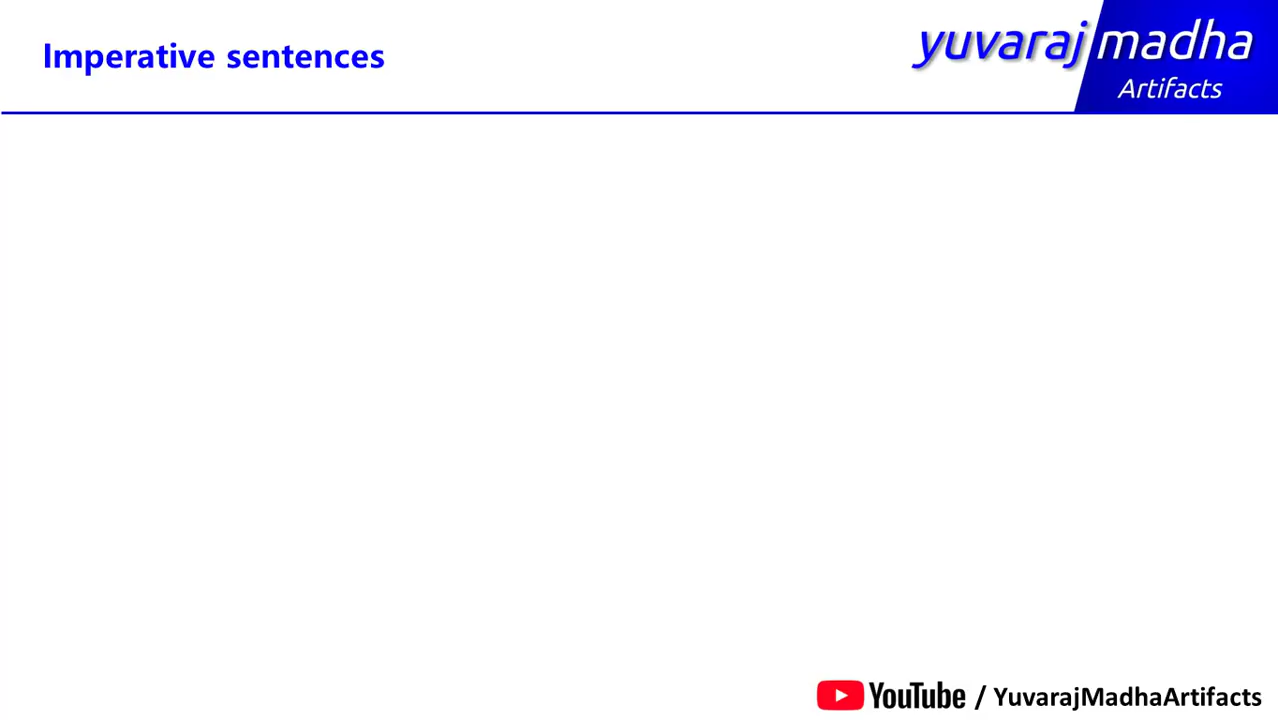 Imperative sentences
yuvaraj madha
Artifacts
YouTube / YuvarajMadhaArtifacts